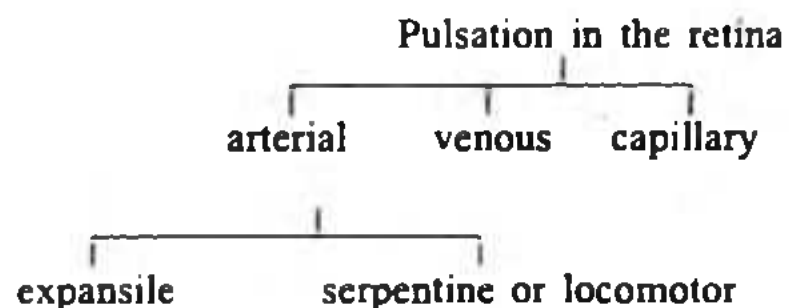 Pulsation in the retina
arterial venous capillary
expansile serpentine or locomotor